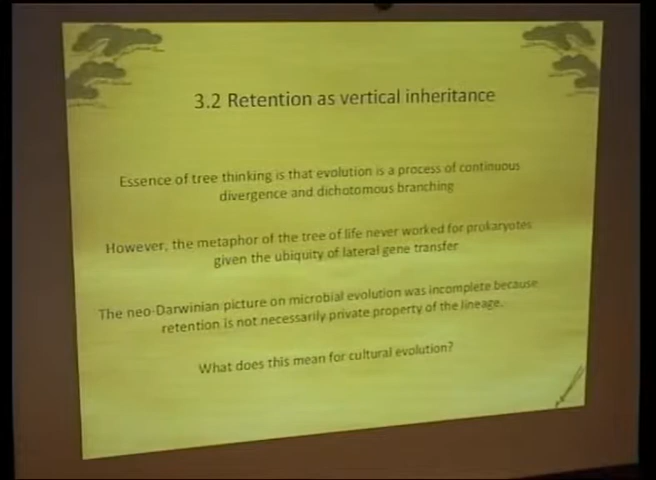 3.2 Retention as vertical inheritance
Essence of tree thinking is that evolution is a process of continuous
divergence and dichotomous branching
However, the metaphor of the tree of life never worked for prokaryotes
given the ubiquity of lateral gene transfer
The neo-Darwinian picture on microbial evolution was incomplete because
retention is not necessarily private property of the lineage.
What does this mean for cultural evolution?